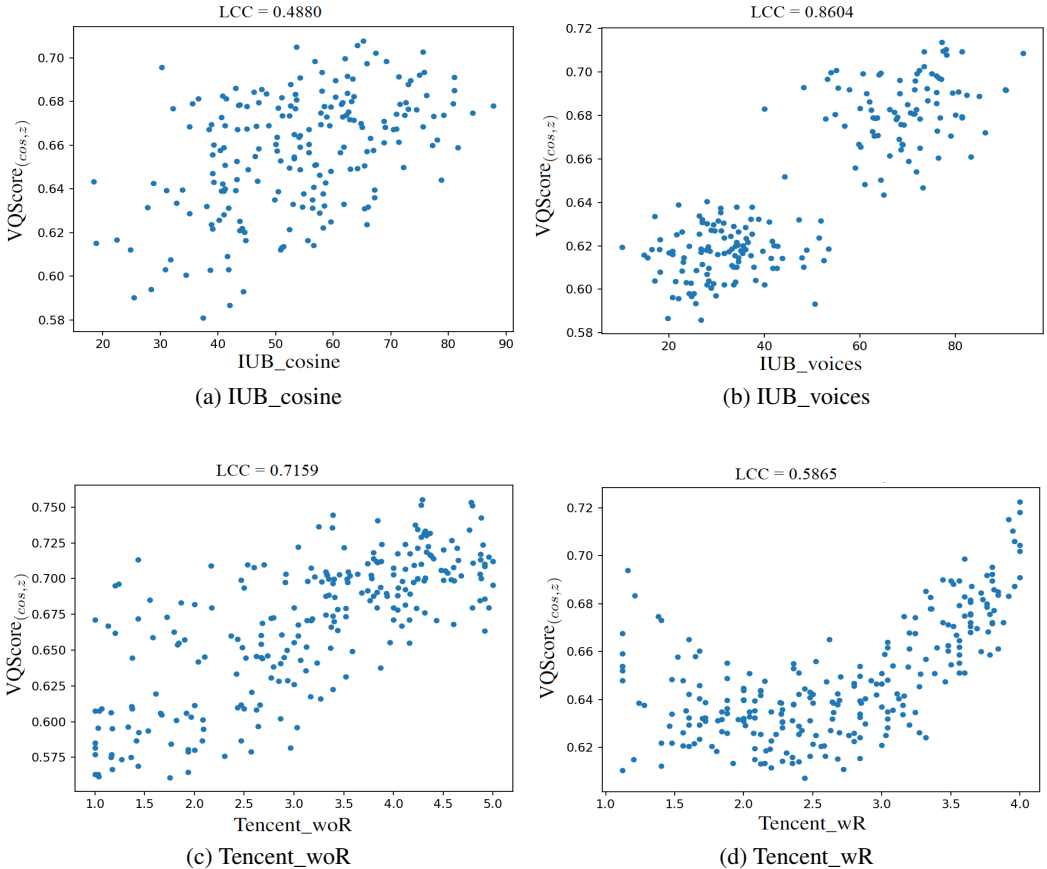 LCC = 0.4880
0.70
0.68
0.66
0.64
0.62
0.60
0.58
VQScore(cos,z)
20 30 40 50 60 70 80 90
IUB_cosine
(a) IUB_cosine
LCC = 0.8604
0.72
0.70
0.68
0.66
0.64
0.62
0.60
0.58
VQScore(cos,z)
20 40 60 80
IUB_voices
(b) IUB_voices
LCC = 0.7159
0.750
0.725
0.700
0.675
0.650
0.625
0.600
0.575
VQScore(cos,z)
1.0 1.5 2.0 2.5 3.0 3.5 4.0 4.5 5.0
Tencent_woR
(c) Tencent_woR
LCC = 0.5865
0.72
0.70
0.68
0.66
0.64
0.62
VQScore(cos,z)
1.0 1.5 2.0 2.5 3.0 3.5 4.0
Tencent_wR
(d) Tencent_wR